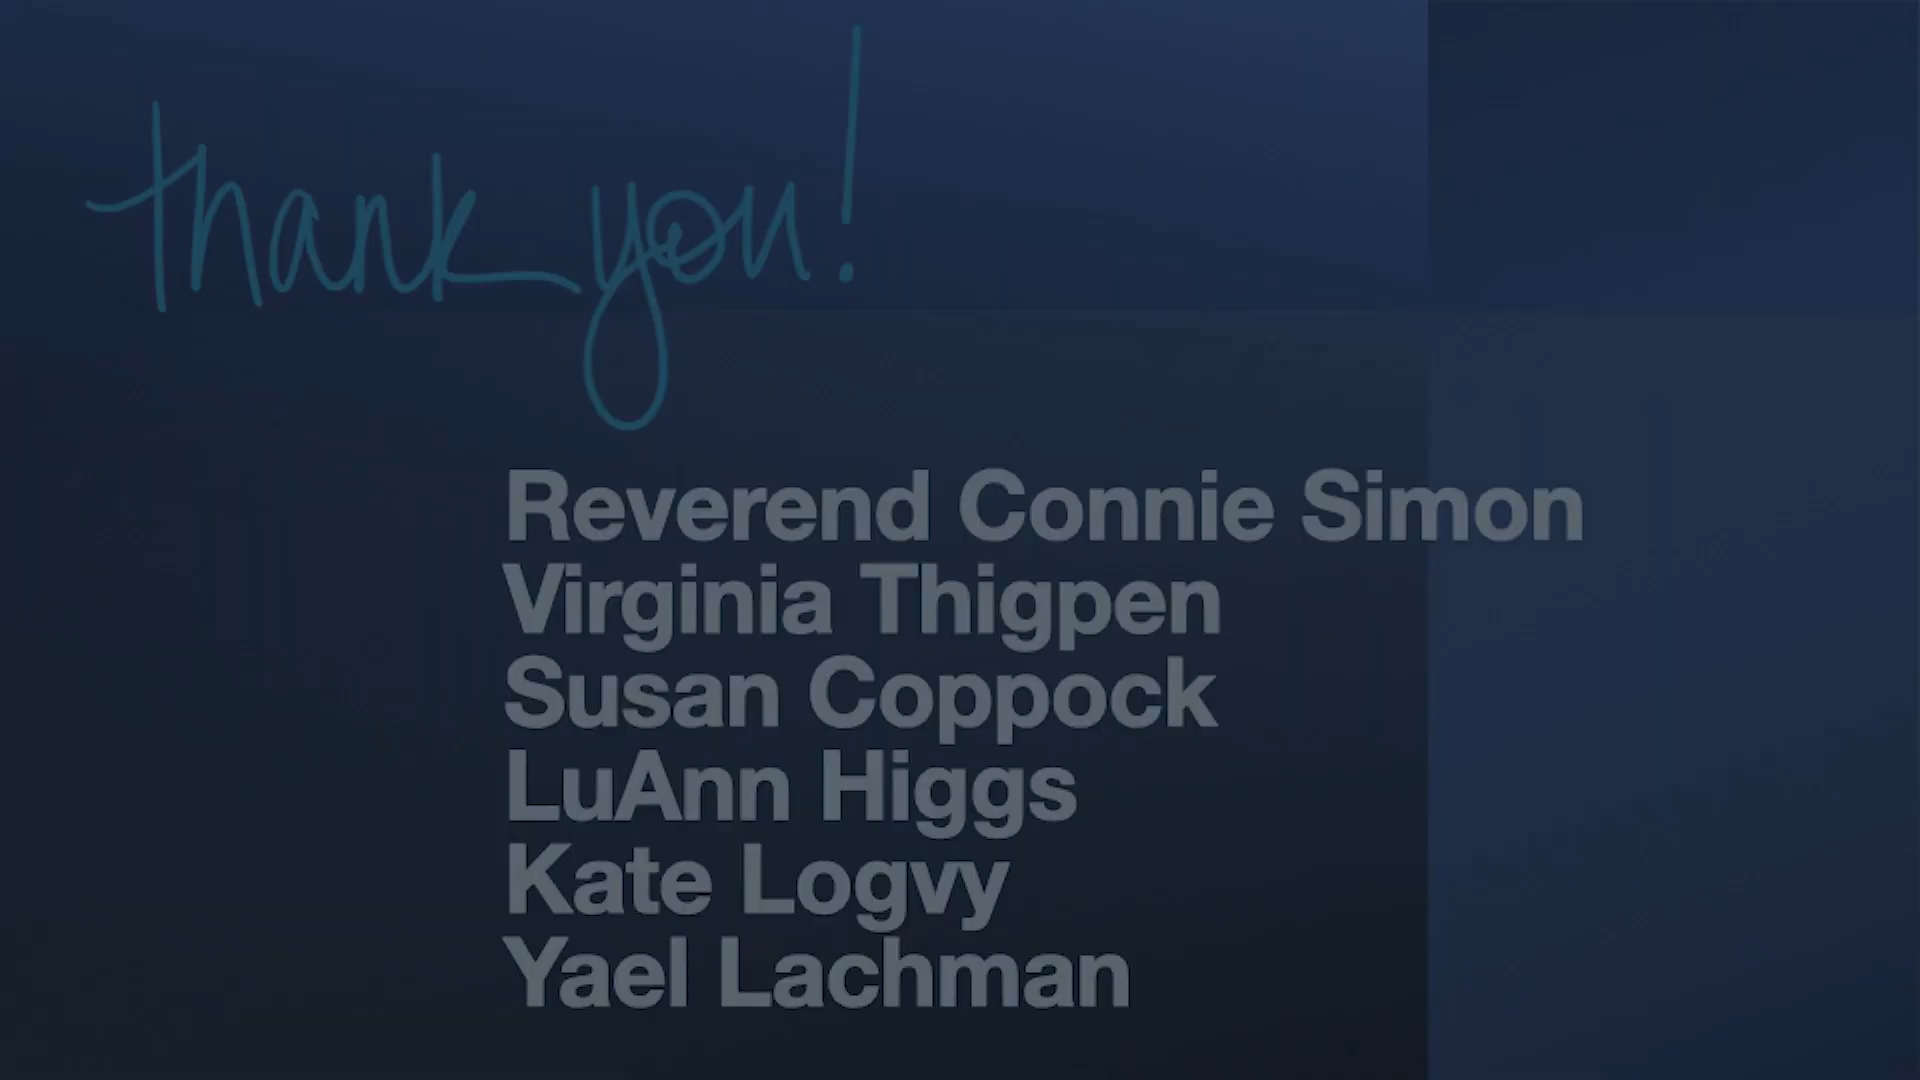 thank you!
Reverend Connie Simon
Virginia Thigpen
Susan Coppock
LuAnn Higgs
Kate Logvy
Yael Lachman